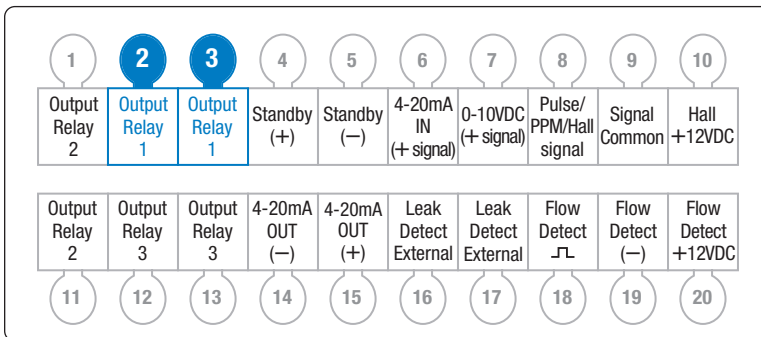 1 2 3 4 5 6 7 8 9 10
Output Output Output Standby Standby 4-20mA 0-10VDC Pulse/ Signal Hall
Relay Relay Relay (+) (—) IN (+ signal) PPM/Hall Common +12VDC
2 1 1 (+ signal) signal
Output Output Output 4-20mA 4-20mA Leak Leak Flow Flow Flow
Relay Relay Relay OUT OUT Detect Detect Detect Detect Detect
2 3 3 (—) (+) External External (—) +12VDC
11 12 13 14 15 16 17 18 19 20